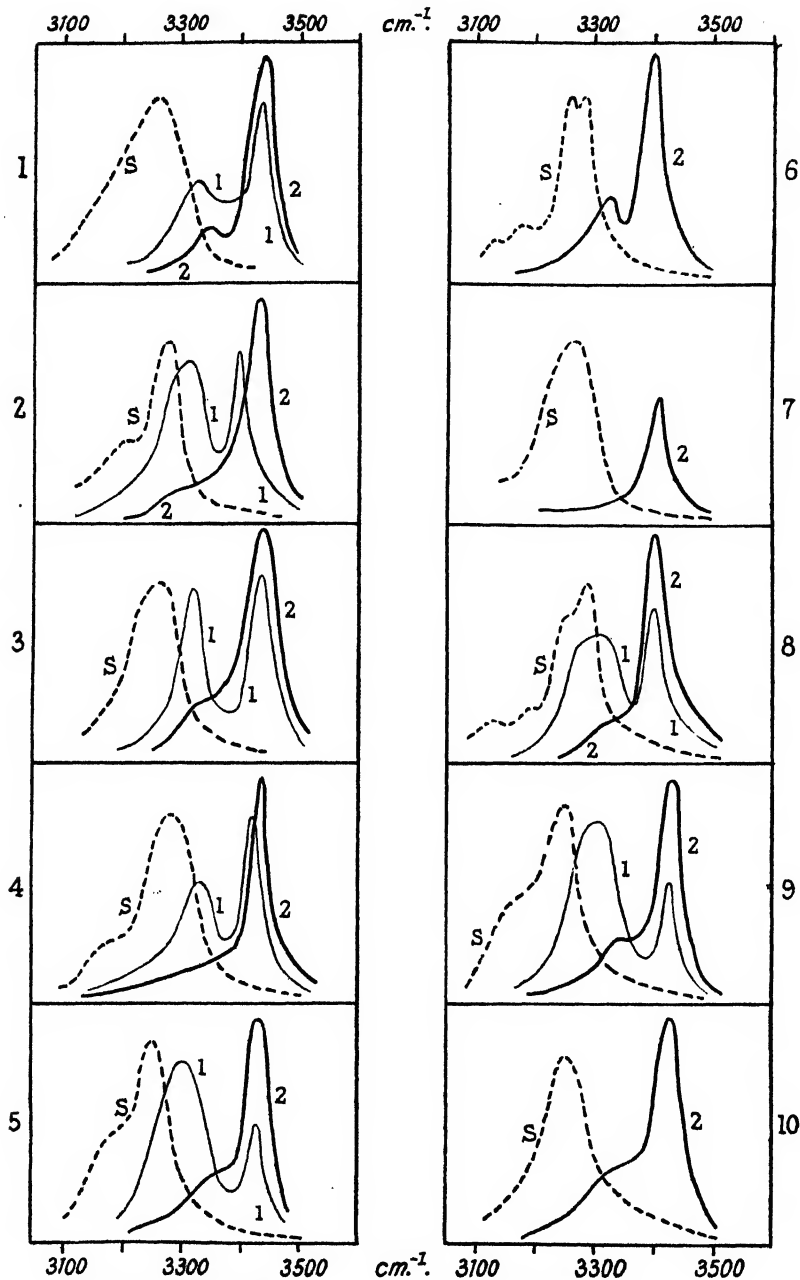 3100 3300 3500 cm.⁻¹. 3100 3300 3500
1 S 1 2 1 2
S 2 6
2 S 1 2 1 2
S 2 7
3 S 1 2 1
S 1 2 1 2 8
4 S 1 2
S 1 2 9
5 S 1 2 1
S 2 10
3100 3300 3500 cm.⁻¹. 3100 3300 3500